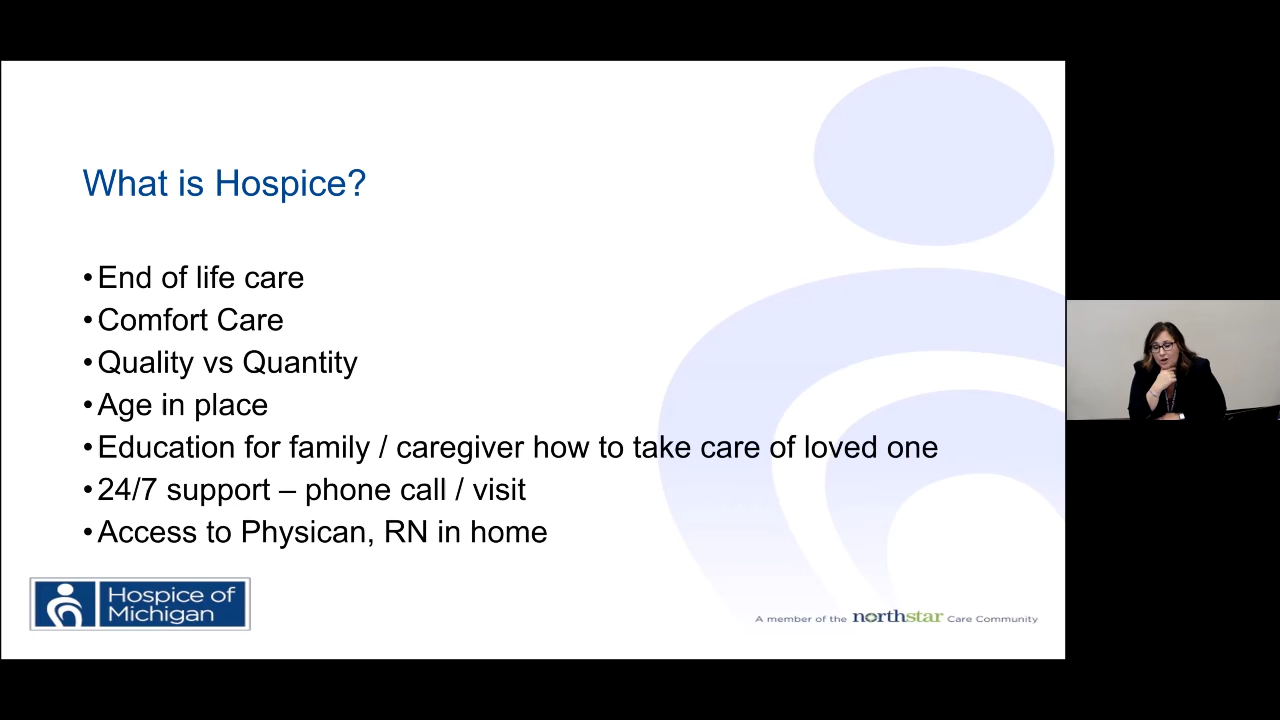 What is Hospice?
•End of life care
•Comfort Care
•Quality vs Quantity
•Age in place
•Education for family / caregiver how to take care of loved one
•24/7 support – phone call / visit
•Access to Physican, RN in home
Hospice of
Michigan
A member of the northstar Care Community